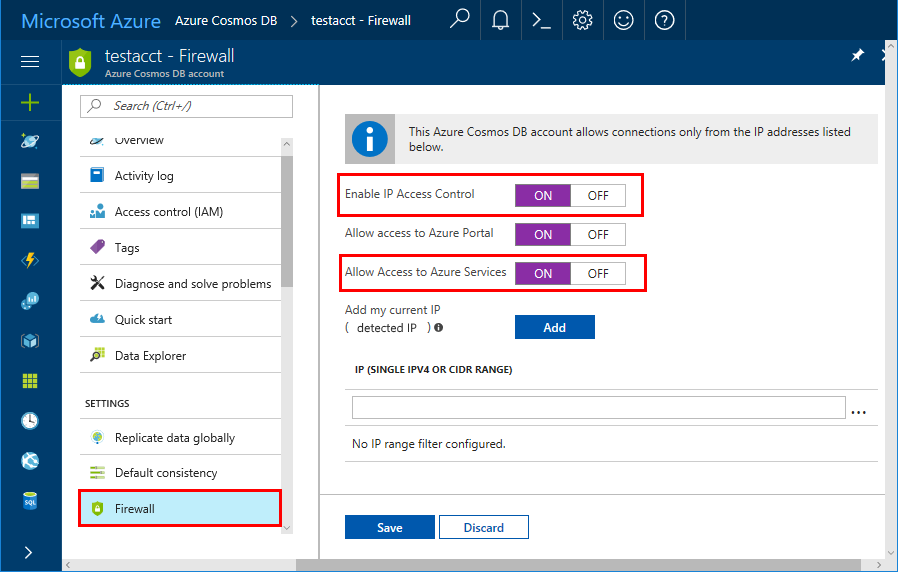 Microsoft Azure Azure Cosmos DB > testacct - Firewall
testacct - Firewall
Azure Cosmos DB account
Search (Ctrl+/)
Overview
Activity log
Access control (IAM)
Tags
Diagnose and solve problems
Quick start
Data Explorer
SETTINGS
Replicate data globally
Default consistency
Firewall
This Azure Cosmos DB account allows connections only from the IP addresses listed
below.
Enable IP Access Control ON OFF
Allow access to Azure Portal ON OFF
Allow Access to Azure Services ON OFF
Add my current IP
( detected IP ) Add
IP (SINGLE IPV4 OR CIDR RANGE)
...
No IP range filter configured.
Save Discard
SQL